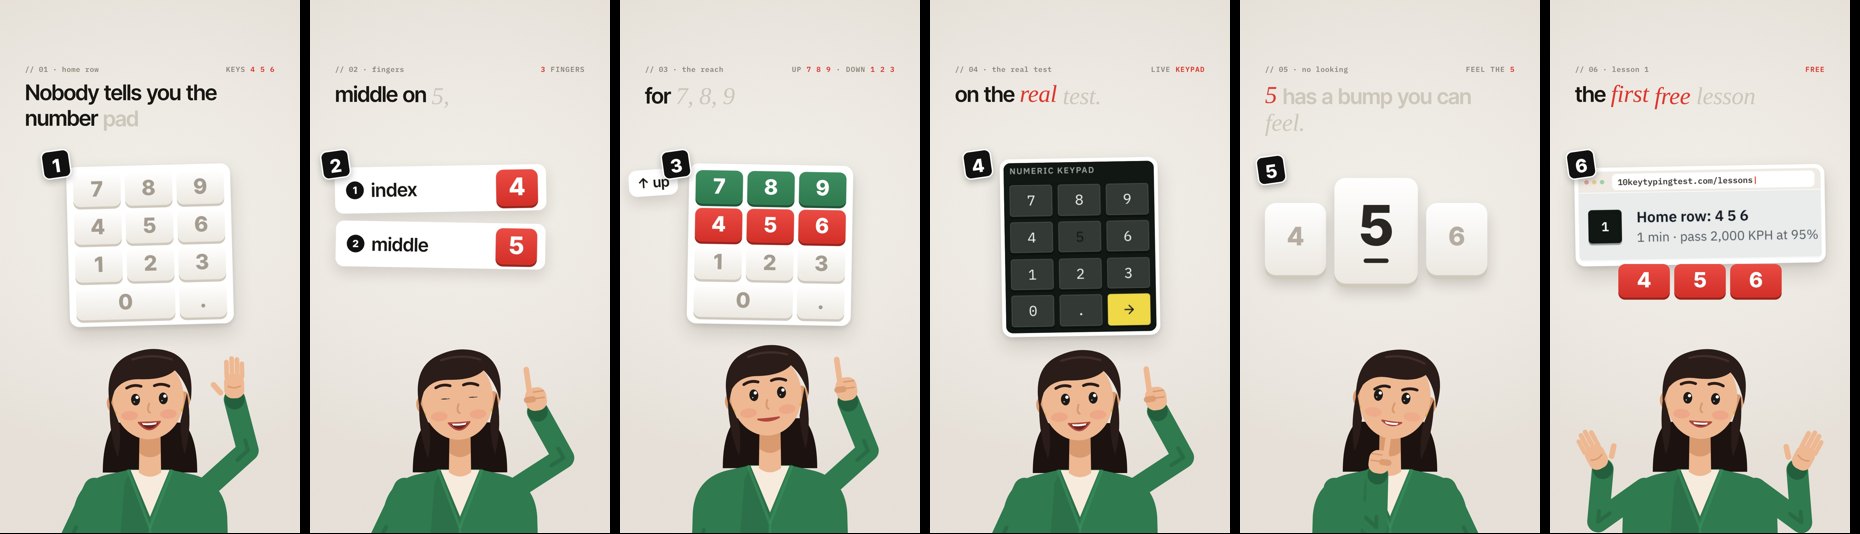 // 01 · home row
KEYS 4 5 6
Nobody tells you the
number pad
1
7 8 9
4 5 6
1 2 3
0 .
// 02 · fingers
3 FINGERS
middle on 5,
2
1 index 4
2 middle 5
// 03 · the reach
UP 7 8 9 · DOWN 1 2 3
for 7, 8, 9
3
↑ up
7 8 9
4 5 6
1 2 3
0 .
// 04 · the real test
LIVE KEYPAD
on the real test.
4
NUMERIC KEYPAD
7 8 9
4 5 6
1 2 3
0 . →
// 05 · no looking
FEEL THE 5
5 has a bump you can
feel.
5
4 5 6
// 06 · lesson 1
FREE
the first free lesson
6
10keytypingtest.com/lessons
1
Home row: 4 5 6
1 min · pass 2,000 KPH at 95%
4 5 6